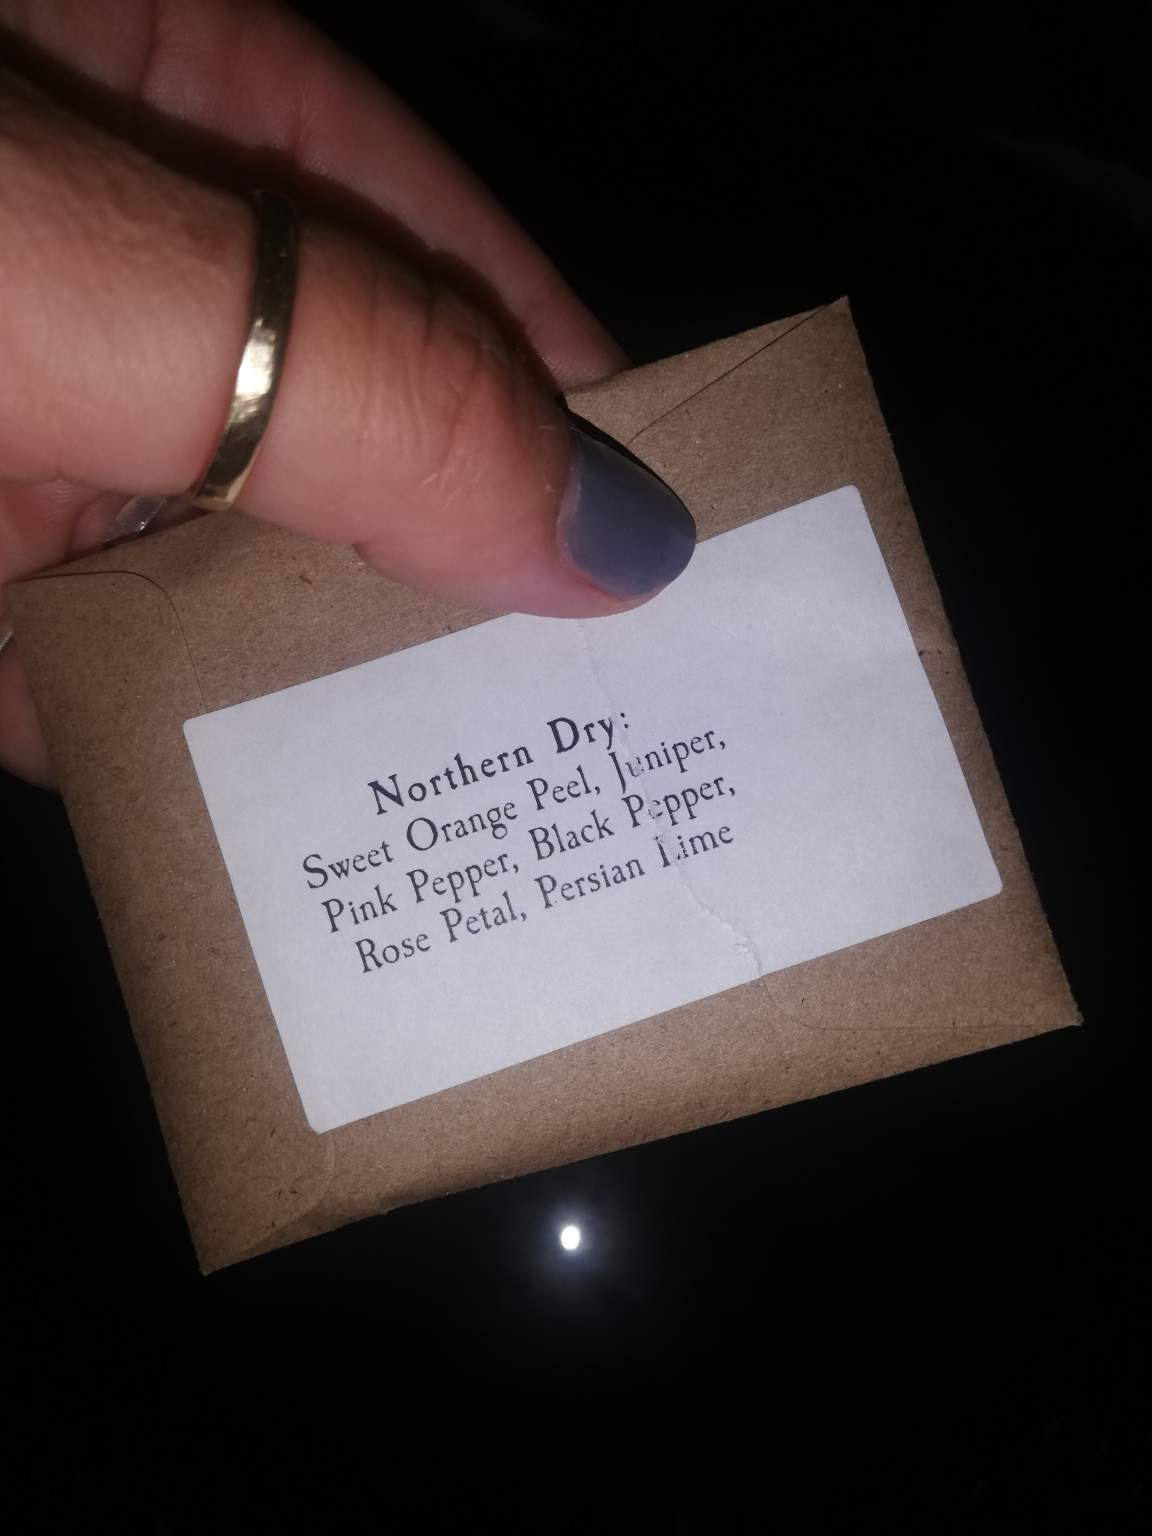 Northern Dry:
Sweet Orange Peel, Juniper,
Pink Pepper, Black Pepper,
Rose Petal, Persian Lime